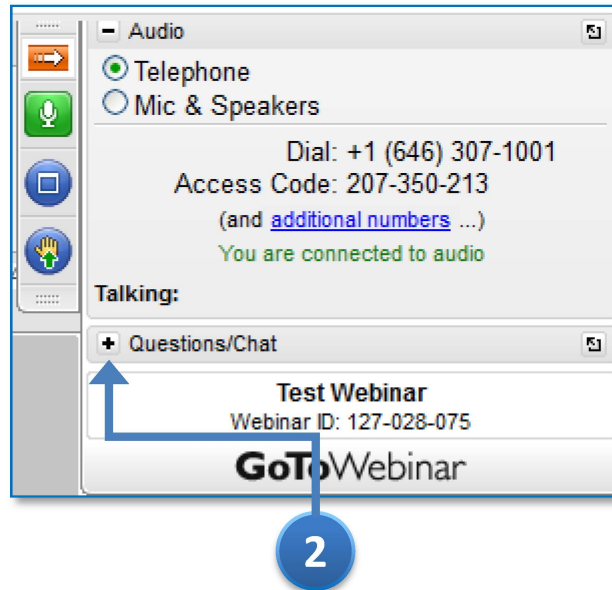 Audio
Telephone
Mic & Speakers
Dial: +1 (646) 307-1001
Access Code: 207-350-213
(and additional numbers ...)
You are connected to audio
Talking:
Questions/Chat
Test Webinar
Webinar ID: 127-028-075
GoToWebinar
2